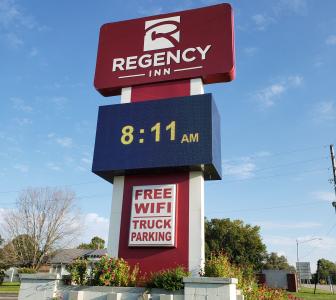 REGENCY
INN
8:11 AM
FREE
WIFI
TRUCK
PARKING